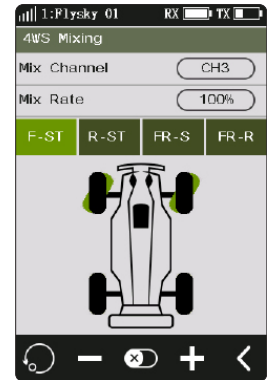 1:Flysky 01 RX TX
4WS Mixing
Mix Channel CH3
Mix Rate 100%
F-ST R-ST FR-S FR-R